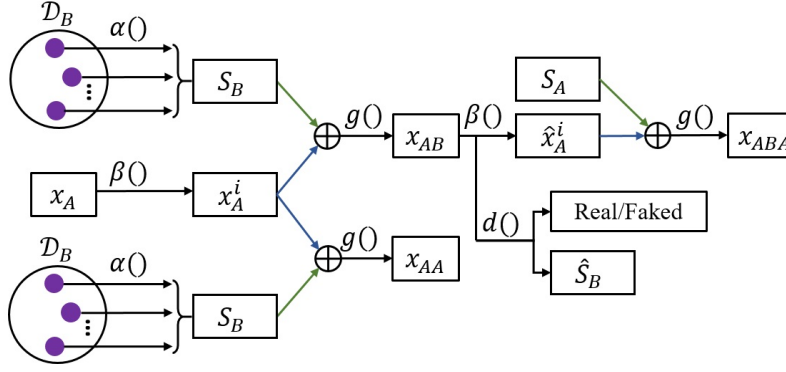 𝒟_B
α()
⋮
S_B
x_A
β()
x_A^i
g()
x_AB
β()
S_A
x̂_A^i
g()
x_ABA
d()
Real/Faked
Ŝ_B
g()
x_AA
𝒟_B
α()
⋮
S_B